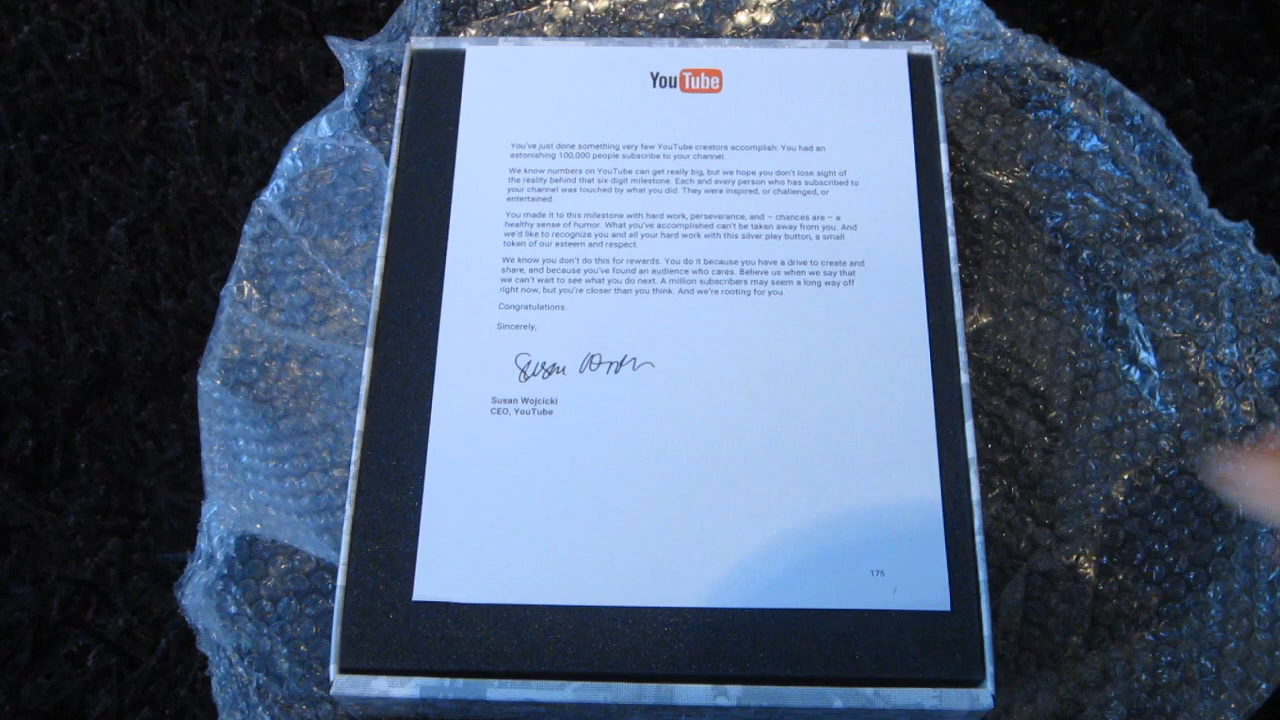 YouTube
You've just done something very few YouTube creators accomplish: You had an
astonishing 100,000 people subscribe to your channel.
We know numbers on YouTube can get really big, but we hope you don't lose sight of
the reality behind that six-digit milestone. Each and every person who has subscribed to
your channel was touched by what you did. They were inspired, or challenged, or
entertained.
You made it to this milestone with hard work, perseverance, and – chances are – a
healthy sense of humor. What you've accomplished can't be taken away from you. And
we'd like to recognize you and all your hard work with this silver play button, a small
token of our esteem and respect.
We know you don't do this for rewards. You do it because you have a drive to create and
share, and because you've found an audience who cares. Believe us when we say that
we can't wait to see what you do next. A million subscribers may seem a long way off
right now, but you're closer than you think. And we're rooting for you.
Congratulations.
Sincerely,
Susan Wojcicki
CEO, YouTube
175